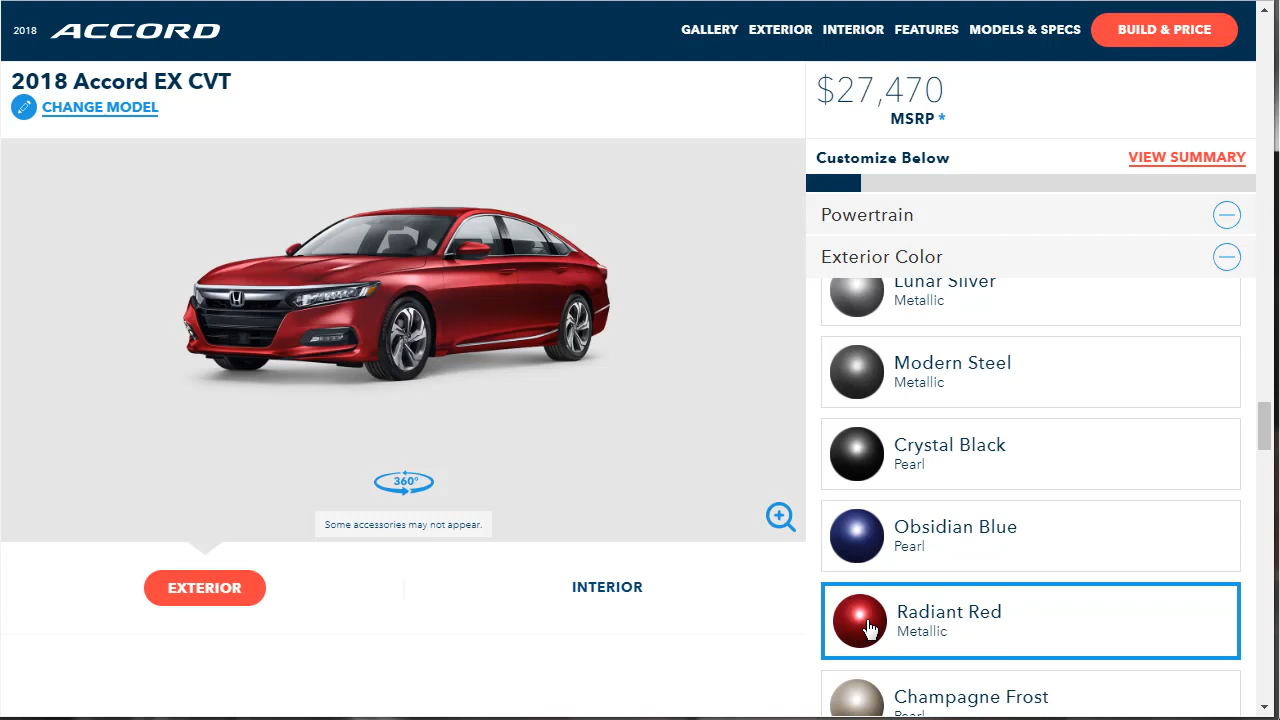 2018 ACCORD
GALLERY EXTERIOR INTERIOR FEATURES MODELS & SPECS BUILD & PRICE
2018 Accord EX CVT
CHANGE MODEL
$27,470
MSRP *
Customize Below VIEW SUMMARY
Powertrain
Exterior Color
Lunar Silver
Metallic
Modern Steel
Metallic
Crystal Black
Pearl
Obsidian Blue
Pearl
Radiant Red
Metallic
Champagne Frost
Pearl
360°
Some accessories may not appear.
EXTERIOR INTERIOR